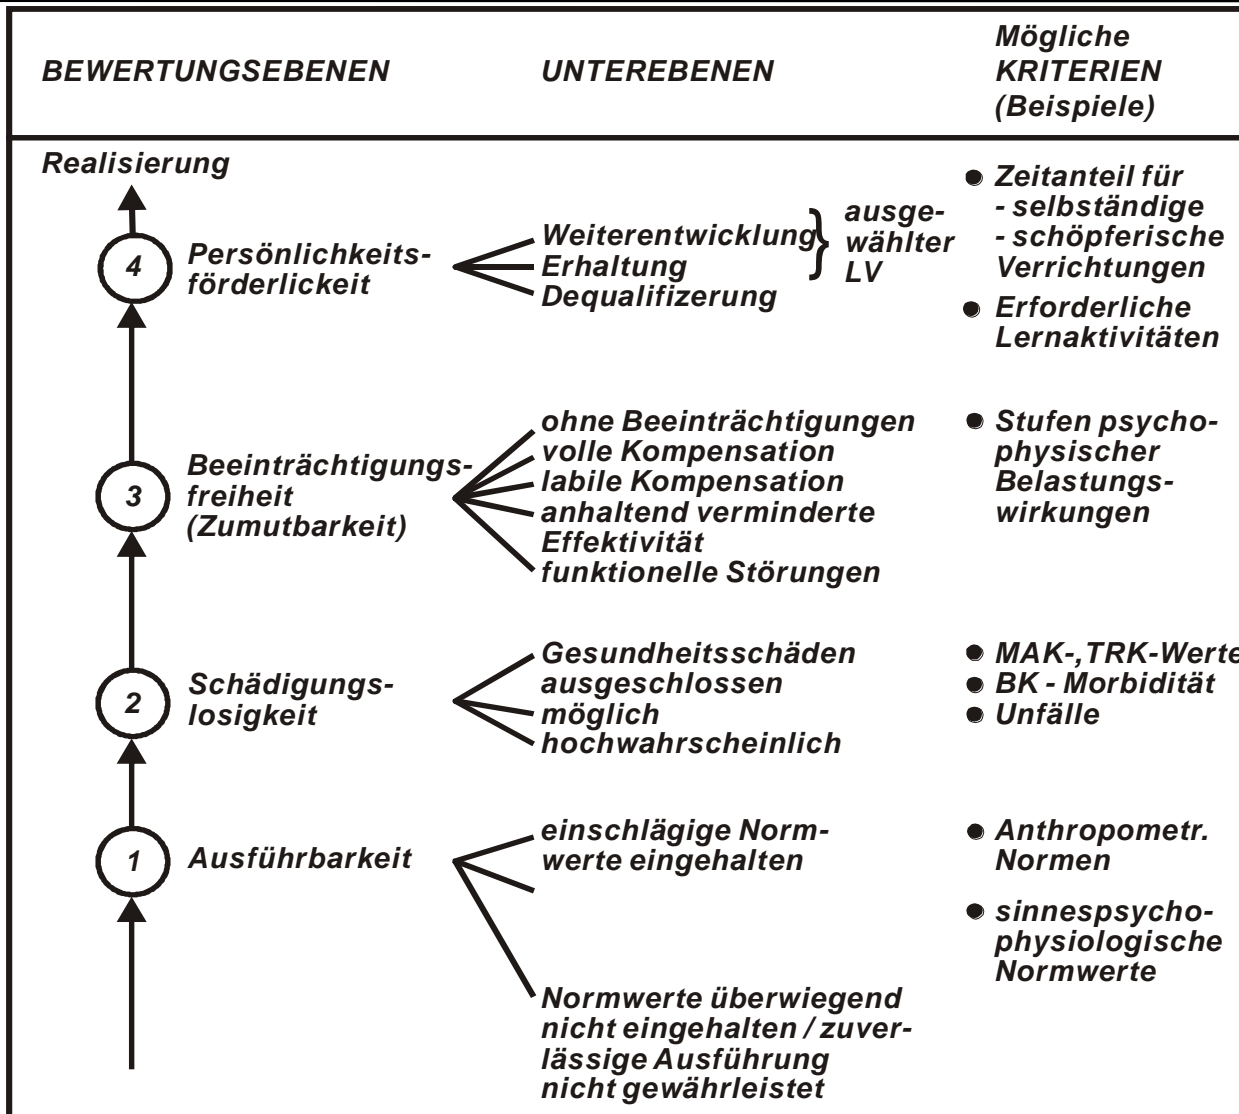 BEWERTUNGSEBENEN
UNTEREBENEN
Mögliche
KRITERIEN
(Beispiele)
Realisierung
4
Persönlichkeits-
förderlickeit
Weiterentwicklung
Erhaltung
Dequalifizerung
} ausge-
wählter
LV
● Zeitanteil für
- selbständige
- schöpferische
Verrichtungen
● Erforderliche
Lernaktivitäten
3
Beeinträchtigungs-
freiheit
(Zumutbarkeit)
ohne Beeinträchtigungen
volle Kompensation
labile Kompensation
anhaltend verminderte
Effektivität
funktionelle Störungen
● Stufen psycho-
physischer
Belastungs-
wirkungen
2
Schädigungs-
losigkeit
Gesundheitsschäden
ausgeschlossen
möglich
hochwahrscheinlich
● MAK-,TRK-Werte
● BK - Morbidität
● Unfälle
1
Ausführbarkeit
einschlägige Norm-
werte eingehalten
Normwerte überwiegend
nicht eingehalten / zuver-
lässige Ausführung
nicht gewährleistet
● Anthropometr.
Normen
● sinnespsycho-
physiologische
Normwerte